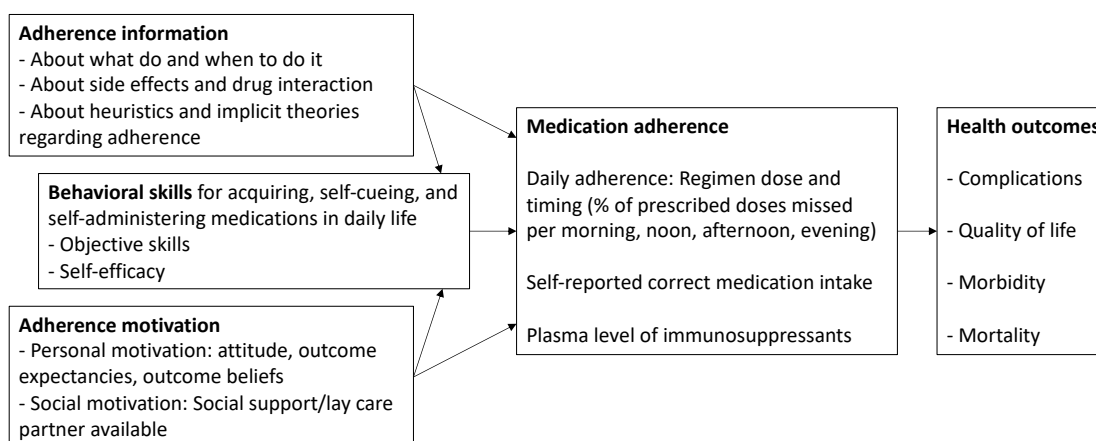 Adherence information
- About what do and when to do it
- About side effects and drug interaction
- About heuristics and implicit theories
regarding adherence
Behavioral skills for acquiring, self-cueing, and
self-administering medications in daily life
- Objective skills
- Self-efficacy
Adherence motivation
- Personal motivation: attitude, outcome
expectancies, outcome beliefs
- Social motivation: Social support/lay care
partner available
Medication adherence
Daily adherence: Regimen dose and
timing (% of prescribed doses missed
per morning, noon, afternoon, evening)
Self-reported correct medication intake
Plasma level of immunosuppressants
Health outcomes
- Complications
- Quality of life
- Morbidity
- Mortality